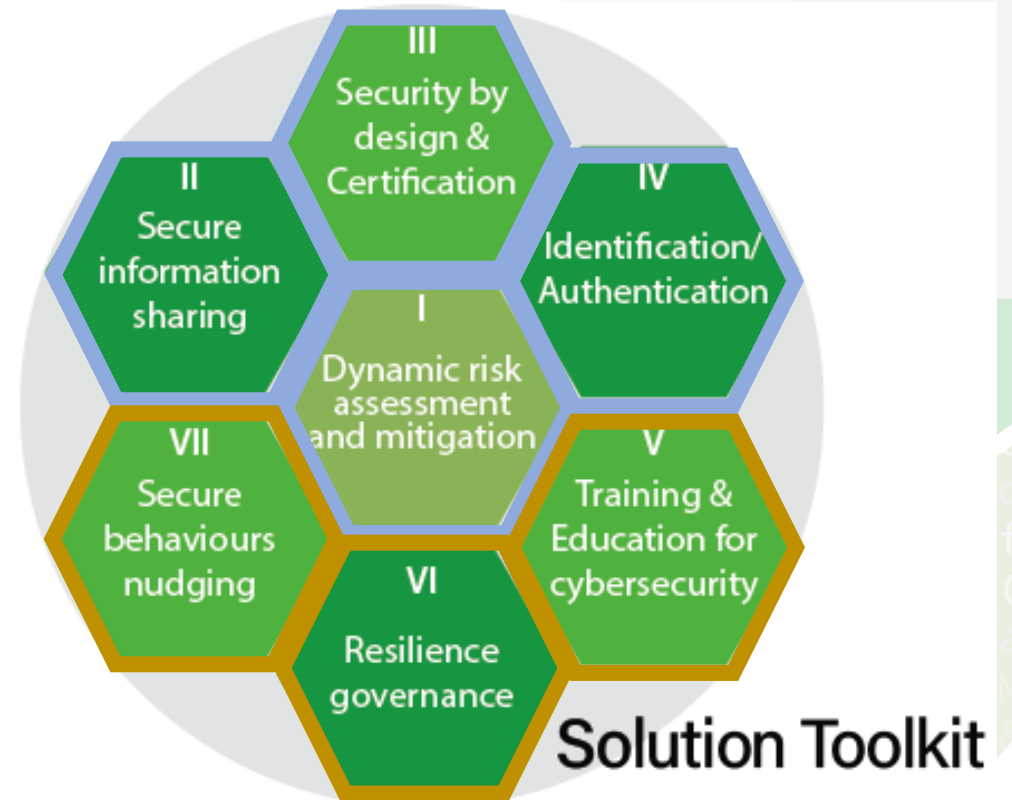 III
Security by
design &
Certification
II
Secure
information
sharing
IV
Identification/
Authentication
I
Dynamic risk
assessment
and mitigation
VII
Secure
behaviours
nudging
V
Training &
Education for
cybersecurity
VI
Resilience
governance
Solution Toolkit